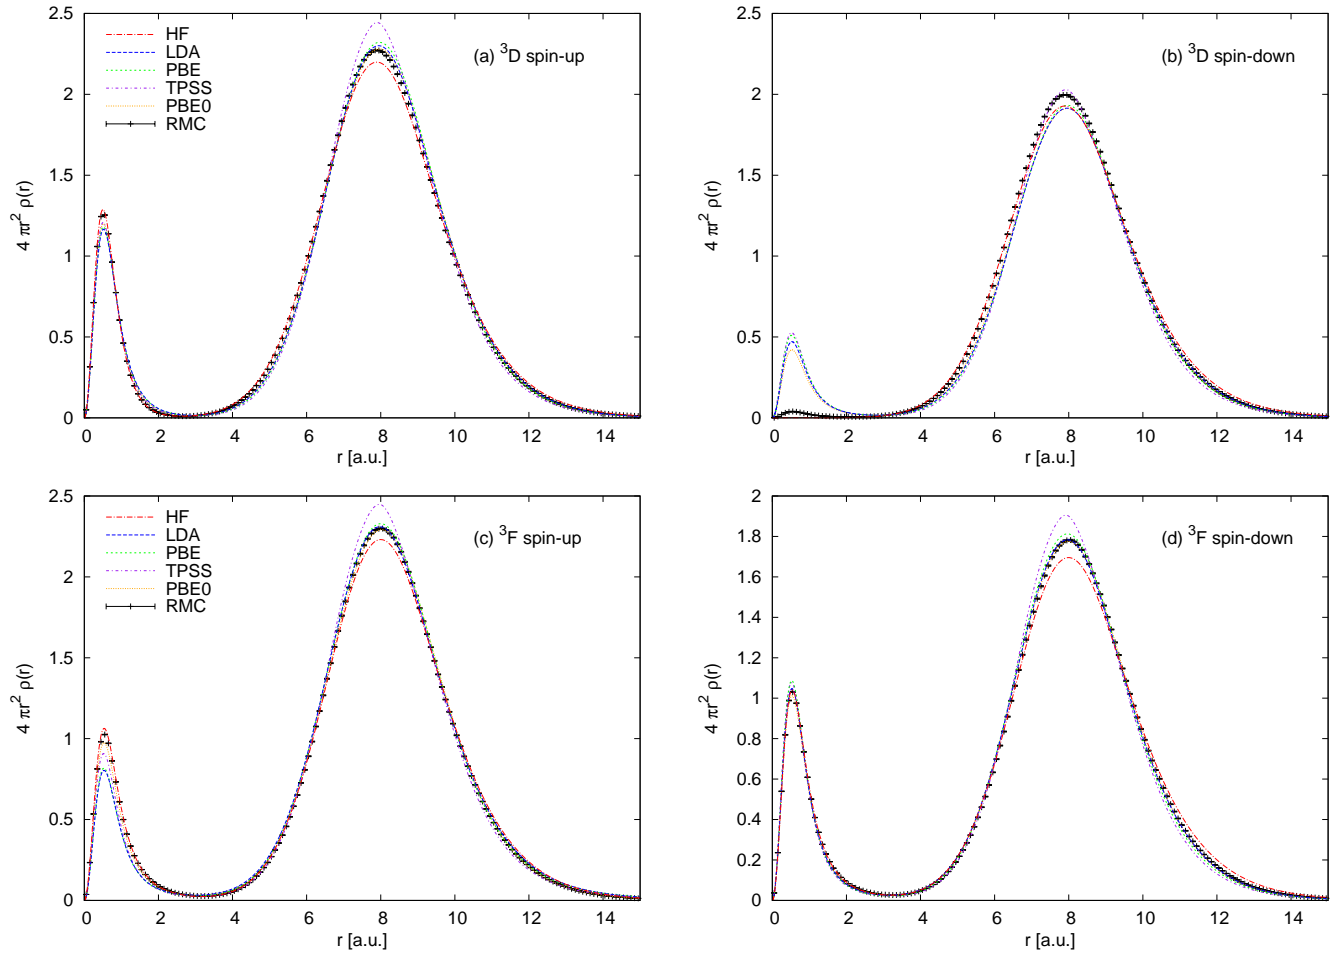 2.5
2
1.5
1
0.5
0
0 2 4 6 8 10 12 14
4 πr² ρ(r)
r [a.u.]
HF
LDA
PBE
TPSS
PBE0
RMC
(a) ³D spin-up
2.5
2
1.5
1
0.5
0
0 2 4 6 8 10 12 14
4 πr² ρ(r)
r [a.u.]
(b) ³D spin-down
2.5
2
1.5
1
0.5
0
0 2 4 6 8 10 12 14
4 πr² ρ(r)
r [a.u.]
HF
LDA
PBE
TPSS
PBE0
RMC
(c) ³F spin-up
2
1.8
1.6
1.4
1.2
1
0.8
0.6
0.4
0.2
0
0 2 4 6 8 10 12 14
4 πr² ρ(r)
r [a.u.]
(d) ³F spin-down